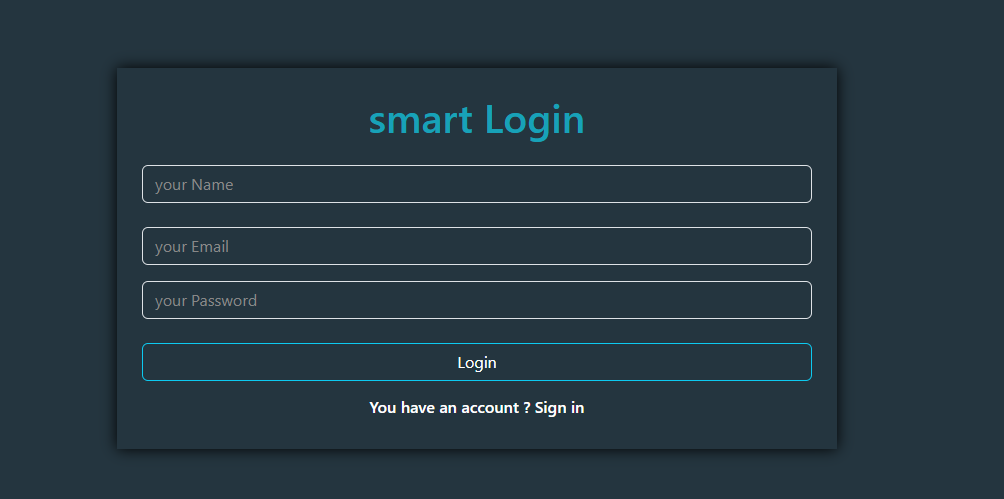 smart Login
your Name
your Email
your Password
Login
You have an account ? Sign in